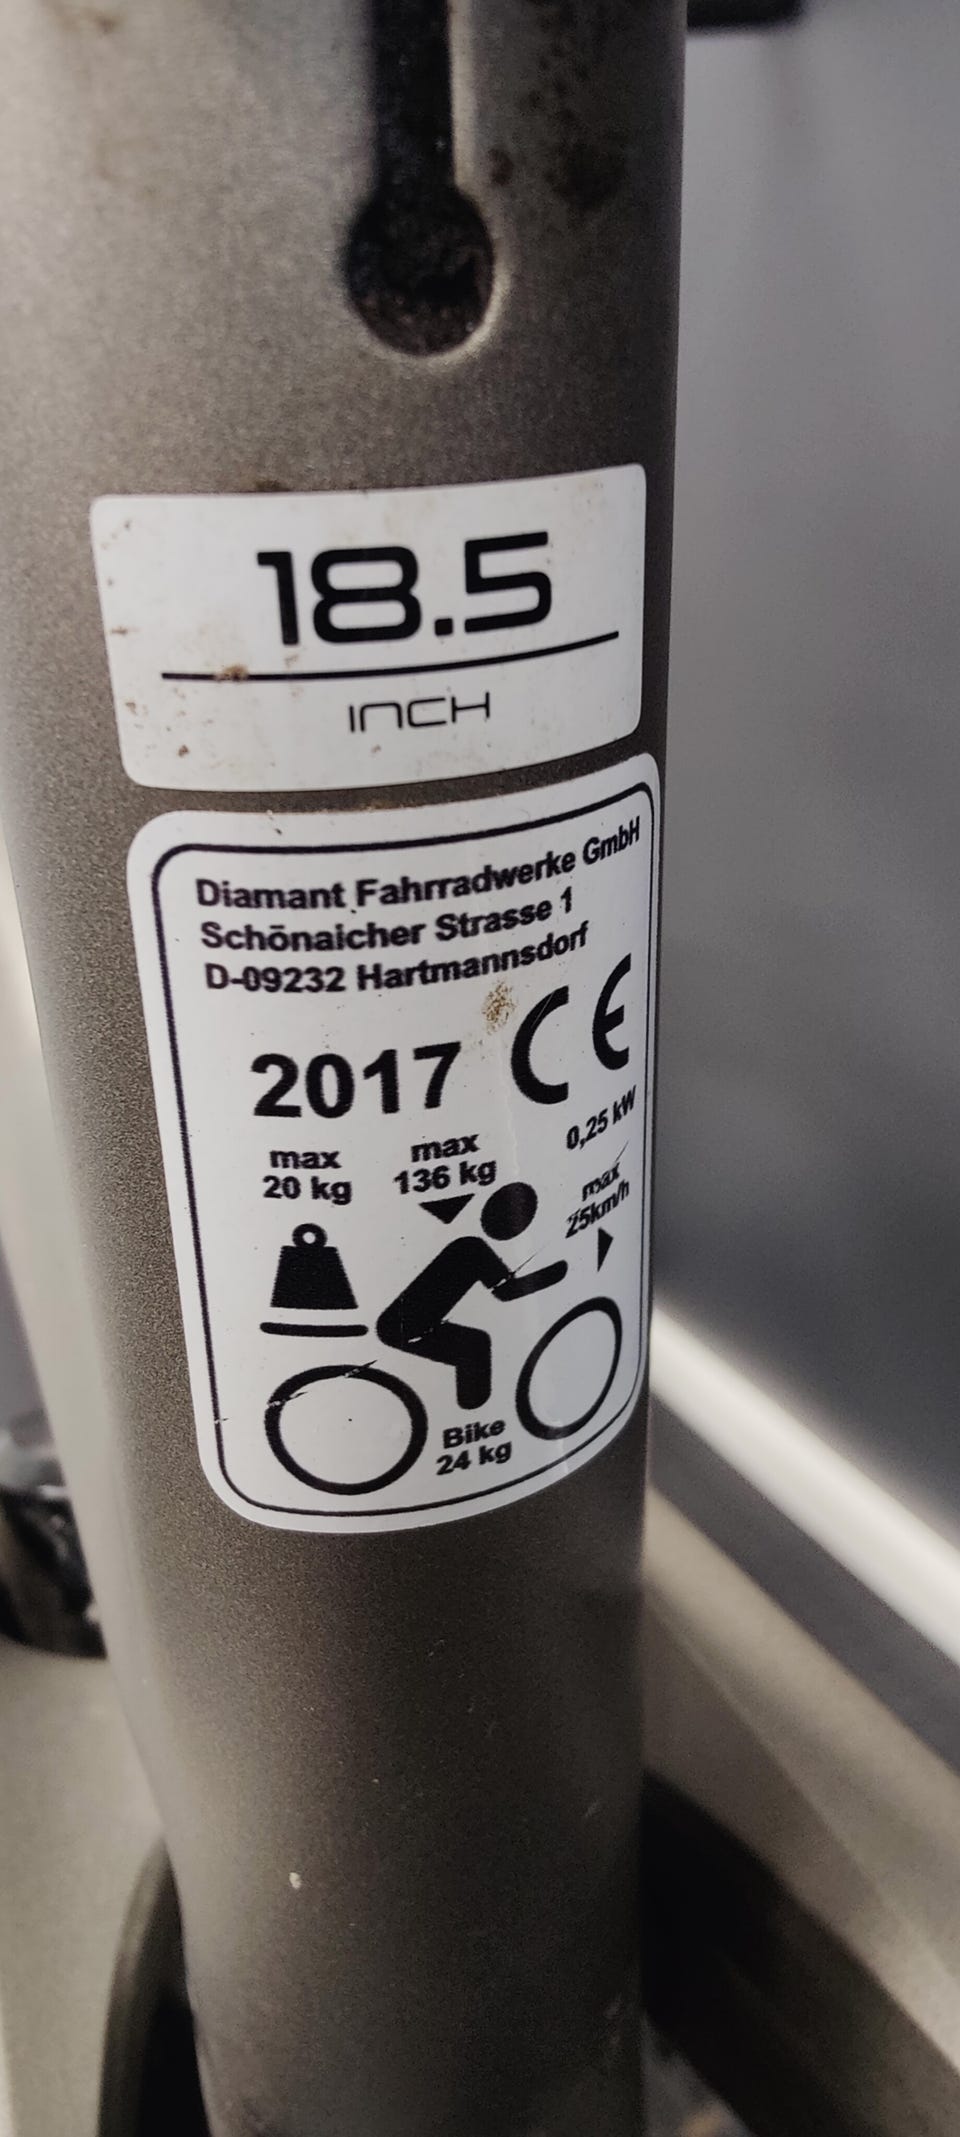 18.5
INCH
Diamant Fahrradwerke GmbH
Schönaicher Strasse 1
D-09232 Hartmannsdorf
2017 CE
0,25 kW
max
20 kg
max
136 kg
max
25km/h
Bike
24 kg